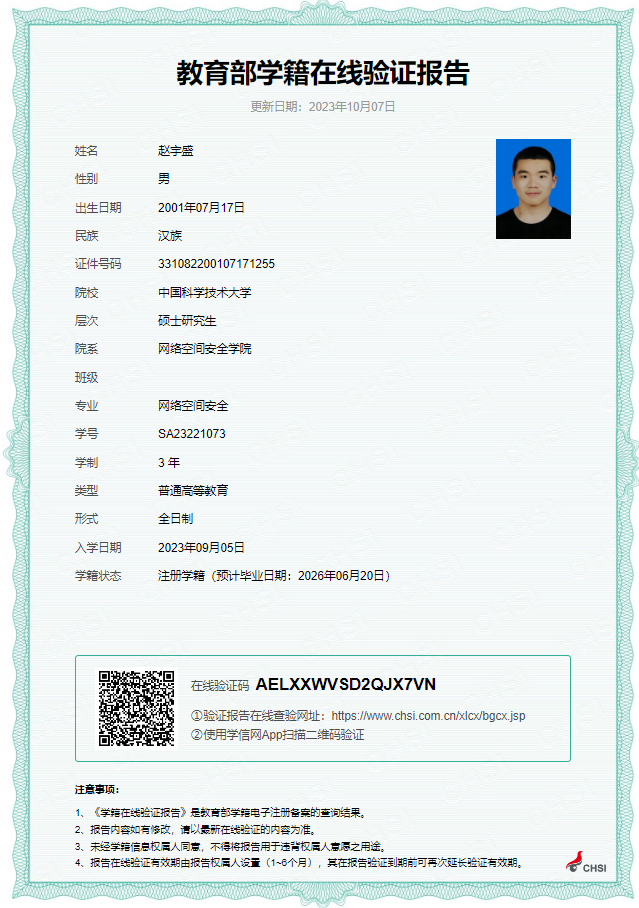 教育部学籍在线验证报告
更新日期：2023年10月07日
姓名 赵宇盛
性别 男
出生日期 2001年07月17日
民族 汉族
证件号码 331082200107171255
院校 中国科学技术大学
层次 硕士研究生
院系 网络空间安全学院
班级
专业 网络空间安全
学号 SA23221073
学制 3 年
类型 普通高等教育
形式 全日制
入学日期 2023年09月05日
学籍状态 注册学籍（预计毕业日期：2026年06月20日）
在线验证码 AELXXWVSD2QJX7VN
①验证报告在线查验网址：https://www.chsi.com.cn/xlcx/bgcx.jsp
②使用学信网App扫描二维码验证
注意事项：
1、《学籍在线验证报告》是教育部学籍电子注册备案的查询结果。
2、报告内容如有修改，请以最新在线验证的内容为准。
3、未经学籍信息权属人同意，不得将报告用于违背权属人意愿之用途。
4、报告在线验证有效期由报告权属人设置（1~6个月），其在报告验证到期前可再次延长验证有效期。
CHSI